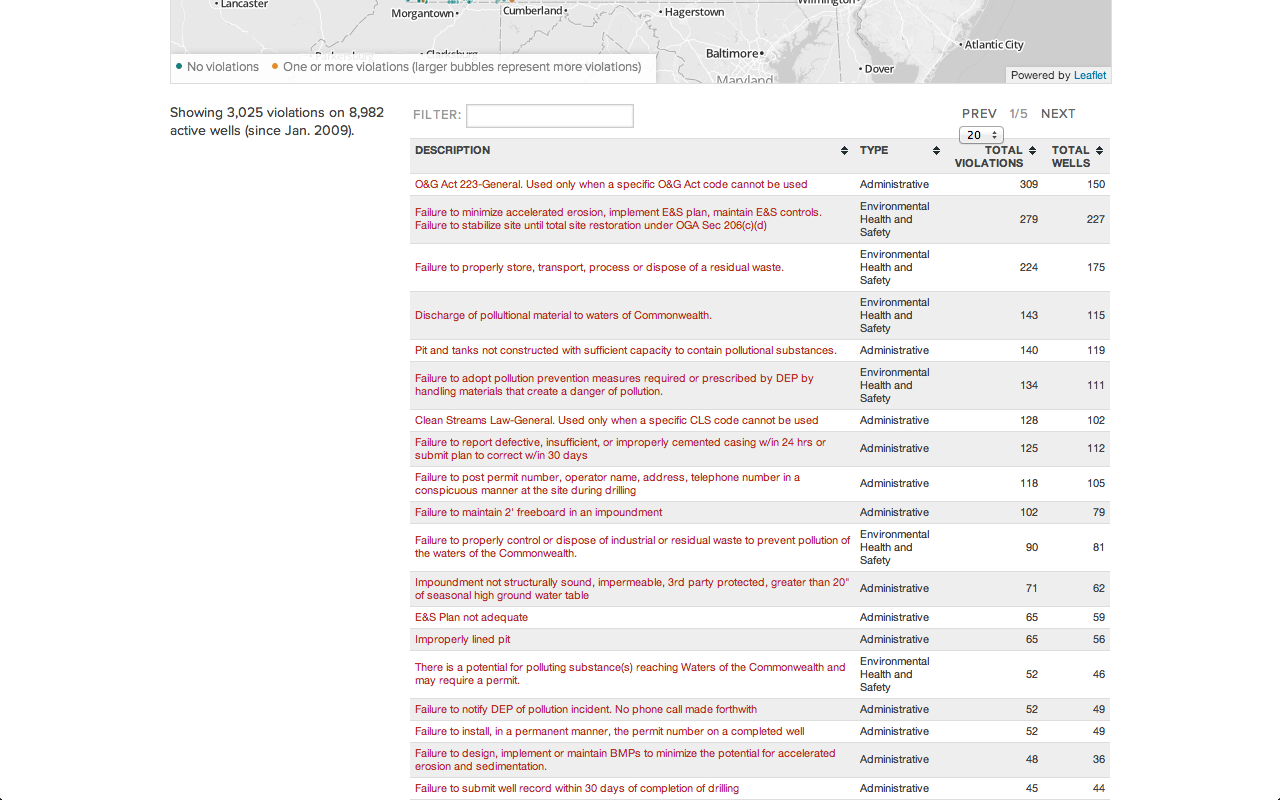 Lancaster
Morgantown
Cumberland
Hagerstown
Wilmington
Parkersburg
Clarksburg
Baltimore
Atlantic City
Dover
Maryland
No violations
One or more violations (larger bubbles represent more violations)
Powered by Leaflet
Showing 3,025 violations on 8,982
active wells (since Jan. 2009).
FILTER:
PREV 1/5 NEXT
20
DESCRIPTION TYPE TOTAL VIOLATIONS TOTAL WELLS
O&G Act 223-General. Used only when a specific O&G Act code cannot be used Administrative 309 150
Failure to minimize accelerated erosion, implement E&S plan, maintain E&S controls.
Failure to stabilize site until total site restoration under OGA Sec 206(c)(d)
Environmental
Health and
Safety
279 227
Failure to properly store, transport, process or dispose of a residual waste.
Environmental
Health and
Safety
224 175
Discharge of pollultional material to waters of Commonwealth.
Environmental
Health and
Safety
143 115
Pit and tanks not constructed with sufficient capacity to contain pollutional substances. Administrative 140 119
Failure to adopt pollution prevention measures required or prescribed by DEP by
handling materials that create a danger of pollution.
Environmental
Health and
Safety
134 111
Clean Streams Law-General. Used only when a specific CLS code cannot be used Administrative 128 102
Failure to report defective, insufficient, or improperly cemented casing w/in 24 hrs or
submit plan to correct w/in 30 days
Administrative 125 112
Failure to post permit number, operator name, address, telephone number in a
conspicuous manner at the site during drilling
Administrative 118 105
Failure to maintain 2' freeboard in an impoundment Administrative 102 79
Failure to properly control or dispose of industrial or residual waste to prevent pollution of
the waters of the Commonwealth.
Environmental
Health and
Safety
90 81
Impoundment not structurally sound, impermeable, 3rd party protected, greater than 20"
of seasonal high ground water table
Administrative 71 62
E&S Plan not adequate Administrative 65 59
Improperly lined pit Administrative 65 56
There is a potential for polluting substance(s) reaching Waters of the Commonwealth and
may require a permit.
Environmental
Health and
Safety
52 46
Failure to notify DEP of pollution incident. No phone call made forthwith Administrative 52 49
Failure to install, in a permanent manner, the permit number on a completed well Administrative 52 49
Failure to design, implement or maintain BMPs to minimize the potential for accelerated
erosion and sedimentation.
Administrative 48 36
Failure to submit well record within 30 days of completion of drilling Administrative 45 44